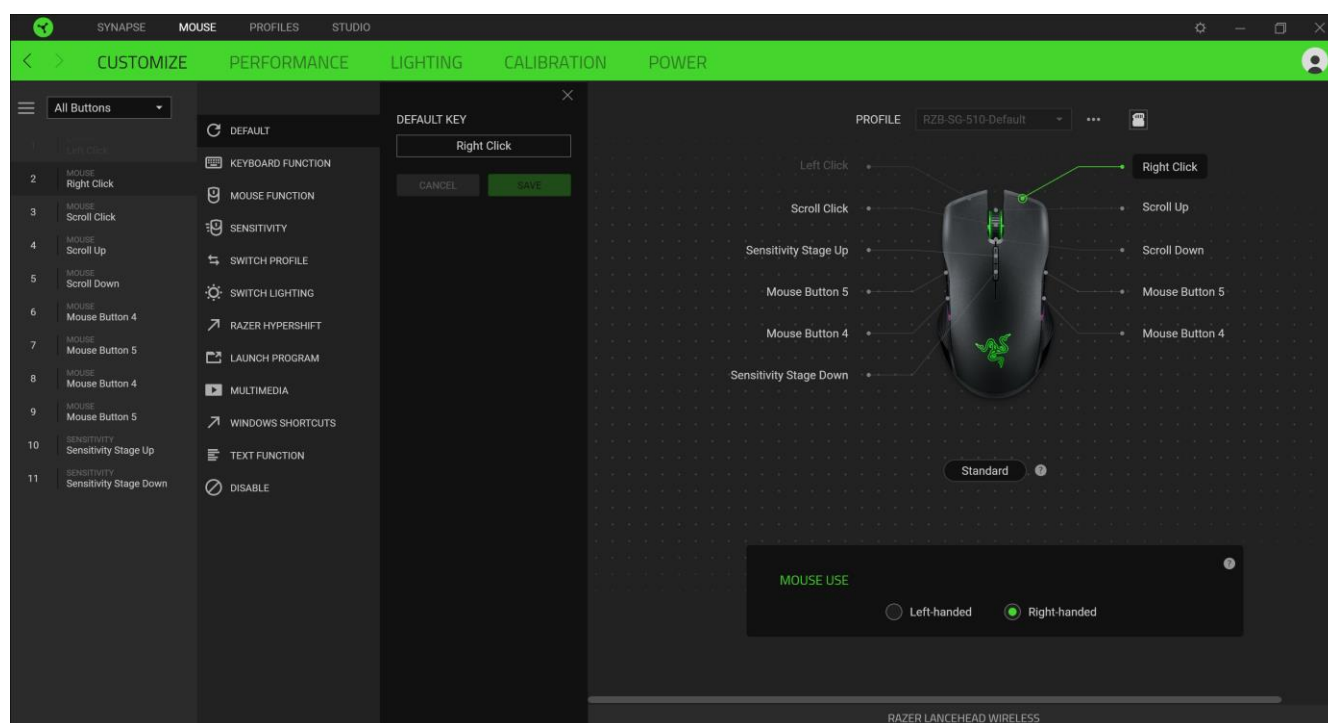 SYNAPSE MOUSE PROFILES STUDIO
CUSTOMIZE PERFORMANCE LIGHTING CALIBRATION POWER
All Buttons
1 Left Click
2 MOUSE
Right Click
3 MOUSE
Scroll Click
4 MOUSE
Scroll Up
5 MOUSE
Scroll Down
6 MOUSE
Mouse Button 4
7 MOUSE
Mouse Button 5
8 MOUSE
Mouse Button 4
9 MOUSE
Mouse Button 5
10 SENSITIVITY
Sensitivity Stage Up
11 SENSITIVITY
Sensitivity Stage Down
DEFAULT
KEYBOARD FUNCTION
MOUSE FUNCTION
SENSITIVITY
SWITCH PROFILE
SWITCH LIGHTING
RAZER HYPERSHIFT
LAUNCH PROGRAM
MULTIMEDIA
WINDOWS SHORTCUTS
TEXT FUNCTION
DISABLE
DEFAULT KEY
Right Click
CANCEL SAVE
PROFILE RZB-SG-510-Default
Left Click Right Click
Scroll Click Scroll Up
Sensitivity Stage Up Scroll Down
Mouse Button 5 Mouse Button 5
Mouse Button 4 Mouse Button 4
Sensitivity Stage Down
Standard ?
?
MOUSE USE
Left-handed Right-handed
RAZER LANCEHEAD WIRELESS